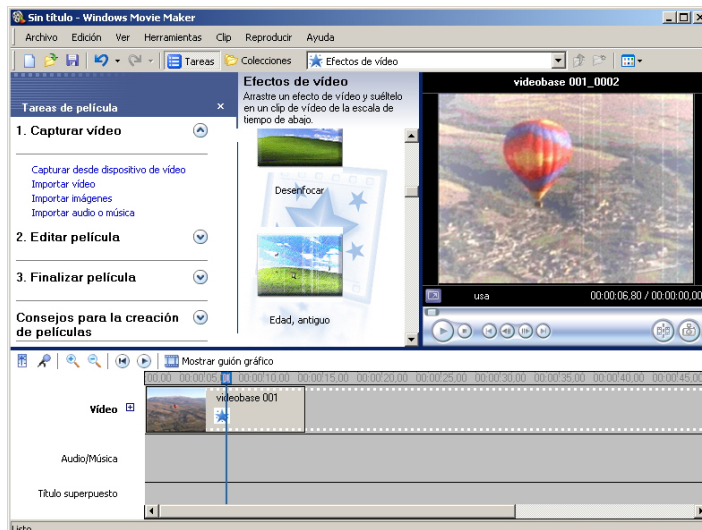 Sin título - Windows Movie Maker
Archivo Edición Ver Herramientas Clip Reproducir Ayuda
Tareas Colecciones Efectos de vídeo
Tareas de película
1. Capturar vídeo
Capturar desde dispositivo de vídeo
Importar vídeo
Importar imágenes
Importar audio o música
2. Editar película
3. Finalizar película
Consejos para la creación
de películas
Efectos de vídeo
Arrastre un efecto de vídeo y suéltelo
en un clip de vídeo de la escala de
tiempo de abajo.
Desenfocar
Edad, antiguo
videobase 001_0002
usa 00:00:06,80 / 00:00:00,00
Mostrar guión gráfico
00:00'10,00 00:00'15,00 00:00'20,00 00:00'25,00 00:00'30,00 00:00'35,00 00:00'40,00 00:00'45,00
Vídeo
videobase 001
Audio/Música
Título superpuesto
Listo